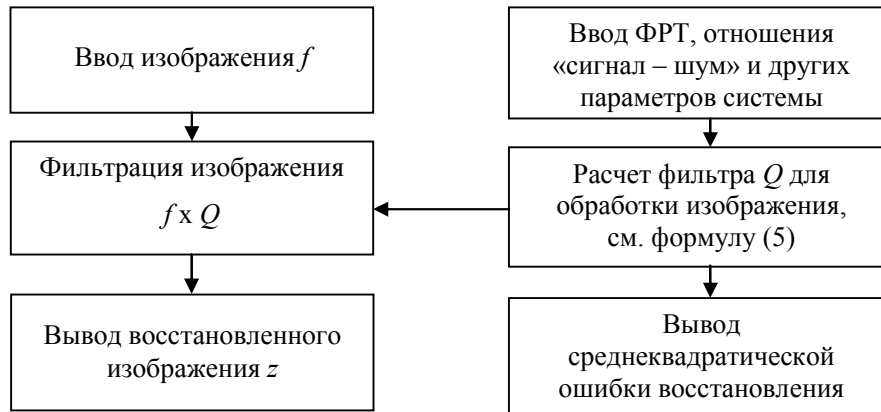 Ввод изображения f
Фильтрация изображения
f x Q
Вывод восстановленного
изображения z
Ввод ФРТ, отношения
«сигнал – шум» и других
параметров системы
Расчет фильтра Q для
обработки изображения,
см. формулу (5)
Вывод
среднеквадратической
ошибки восстановления